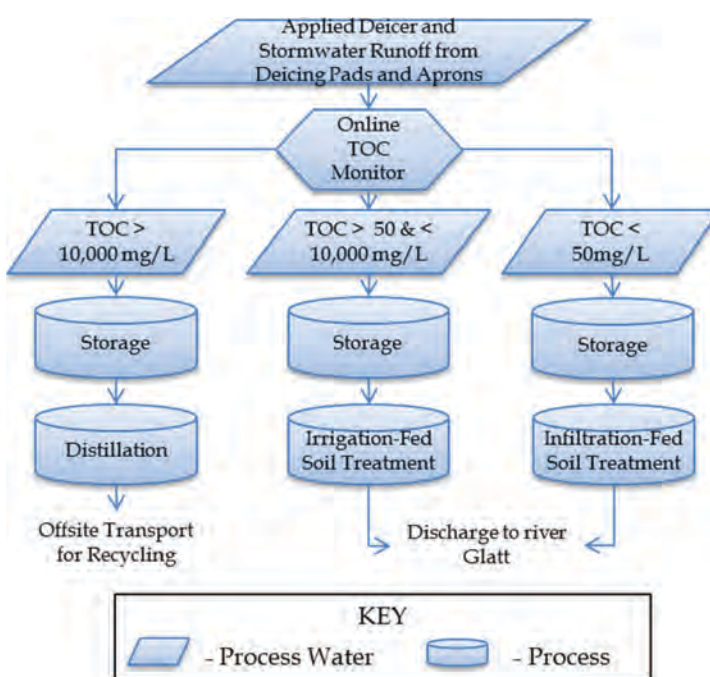 Applied Deicer and
Stormwater Runoff from
Deicing Pads and Aprons
Online
TOC
Monitor
TOC >
10,000 mg/L
TOC > 50 & <
10,000 mg/L
TOC <
50mg/L
Storage
Storage
Storage
Distillation
Irrigation-Fed
Soil Treatment
Infiltration-Fed
Soil Treatment
Offsite Transport
for Recycling
Discharge to river
Glatt
KEY
- Process Water
- Process